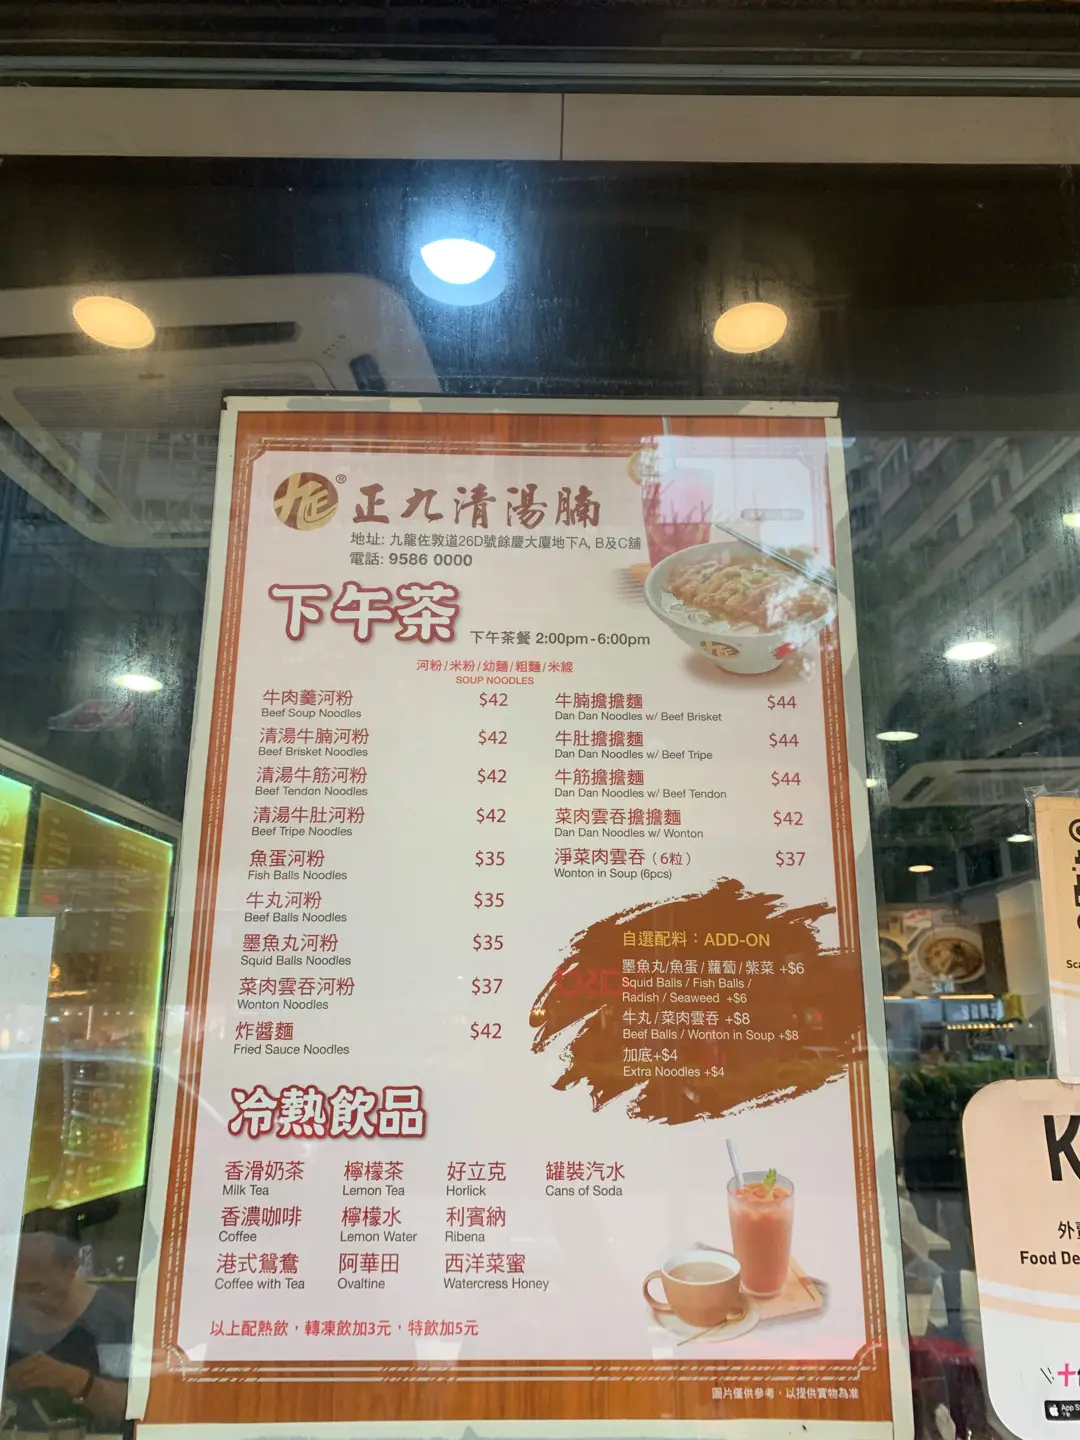 九正®
正九清湯腩
地址: 九龍佐敦道26D號餘慶大廈地下A, B及C舖
電話: 9586 0000
下午茶
下午茶餐 2:00pm-6:00pm
河粉/米粉/幼麵/粗麵/米線
SOUP NOODLES
牛肉羹河粉 $42
Beef Soup Noodles
清湯牛腩河粉 $42
Beef Brisket Noodles
清湯牛筋河粉 $42
Beef Tendon Noodles
清湯牛肚河粉 $42
Beef Tripe Noodles
魚蛋河粉 $35
Fish Balls Noodles
牛丸河粉 $35
Beef Balls Noodles
墨魚丸河粉 $35
Squid Balls Noodles
菜肉雲吞河粉 $37
Wonton Noodles
炸醬麵 $42
Fried Sauce Noodles
牛腩擔擔麵 $44
Dan Dan Noodles w/ Beef Brisket
牛肚擔擔麵 $44
Dan Dan Noodles w/ Beef Tripe
牛筋擔擔麵 $44
Dan Dan Noodles w/ Beef Tendon
菜肉雲吞擔擔麵 $42
Dan Dan Noodles w/ Wonton
淨菜肉雲吞（6粒） $37
Wonton in Soup (6pcs)
自選配料：ADD-ON
墨魚丸/魚蛋/蘿蔔/紫菜 +$6
Squid Balls / Fish Balls /
Radish / Seaweed +$6
牛丸/菜肉雲吞 +$8
Beef Balls / Wonton in Soup +$8
加底+$4
Extra Noodles +$4
冷熱飲品
香滑奶茶 檸檬茶 好立克 罐裝汽水
Milk Tea Lemon Tea Horlick Cans of Soda
香濃咖啡 檸檬水 利賓納
Coffee Lemon Water Ribena
港式鴛鴦 阿華田 西洋菜蜜
Coffee with Tea Ovaltine Watercress Honey
以上配熱飲，轉凍飲加3元，特飲加5元
圖片僅供參考，以提供實物為準
K
外
Food De
App S